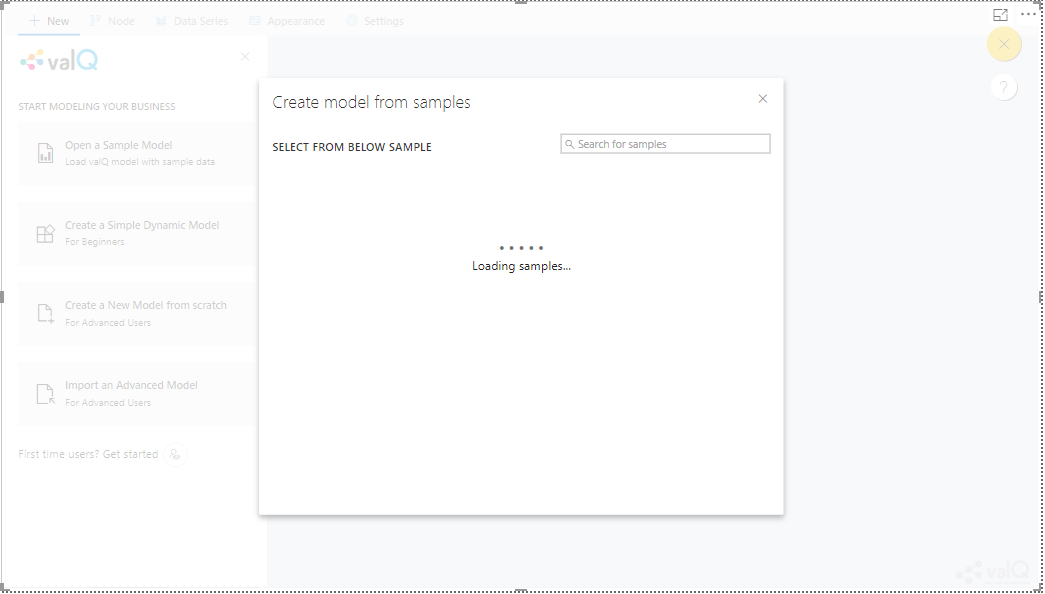 New Node Data Series Appearance Settings
valQ
START MODELING YOUR BUSINESS
Open a Sample Model
Load valQ model with sample data
Create a Simple Dynamic Model
For Beginners
Create a New Model from scratch
For Advanced Users
Import an Advanced Model
For Advanced Users
First time users? Get started
Create model from samples
SELECT FROM BELOW SAMPLE
Search for samples
Loading samples...
?
valQ